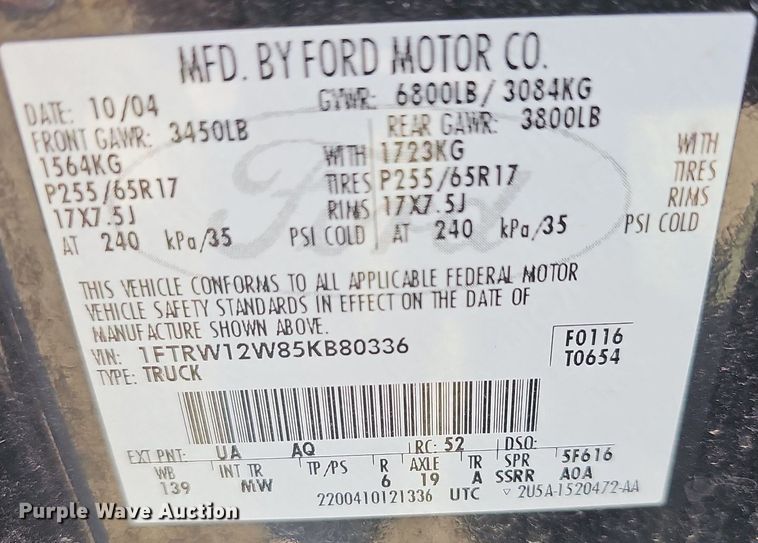 MFD. BY FORD MOTOR CO.
DATE: 10/04 GVWR: 6800LB/ 3084KG
FRONT GAWR: 3450LB REAR GAWR: 3800LB
1564KG WITH 1723KG WITH
P255/65R17 TIRES P255/65R17 TIRES
17X7.5J RIMS 17X7.5J RIMS
AT 240 kPa/35 PSI COLD AT 240 kPa/35 PSI COLD
Ford
THIS VEHICLE CONFORMS TO ALL APPLICABLE FEDERAL MOTOR
VEHICLE SAFETY STANDARDS IN EFFECT ON THE DATE OF
MANUFACTURE SHOWN ABOVE.
VIN: 1FTRW12W85KB80336 F0116
TYPE: TRUCK T0654
EXT PNT: UA AQ RC: 52 DSO:
WB INT TR TP/PS R AXLE TR SPR 5F616
139 MW 6 19 A SSRR A0A
2200410121336 UTC ▽ 2U5A-1520472-AA
Purple Wave Auction